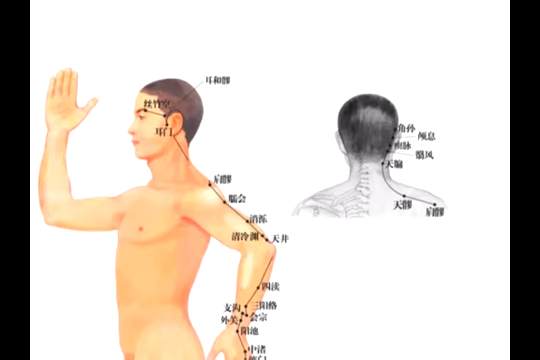 耳和髎
丝竹空
耳门
肩髎
臑会
消泺
清冷渊
天井
四渎
三阳络
支沟
会宗
外关
阳池
中渚
角孙
颅息
瘈脉
翳风
天牖
天髎
肩髎